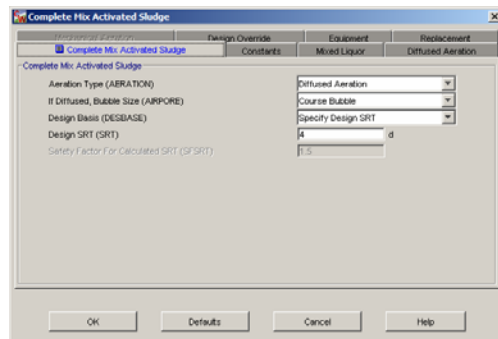 Complete Mix Activated Sludge
Mechanical Aeration Design Override Equipment Replacement
Complete Mix Activated Sludge Constants Mixed Liquor Diffused Aeration
Complete Mix Activated Sludge
Aeration Type (AERATION) Diffused Aeration
If Diffused, Bubble Size (AIRPORE) Course Bubble
Design Basis (DESBASE) Specify Design SRT
Design SRT (SRT) 4 d
Safety Factor For Calculated SRT (SFSRT) 1.5
OK Defaults Cancel Help